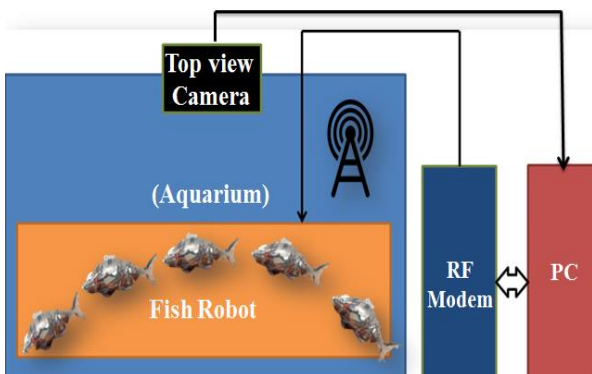 Top view
Camera
(Aquarium)
Fish Robot
RF
Modem
PC